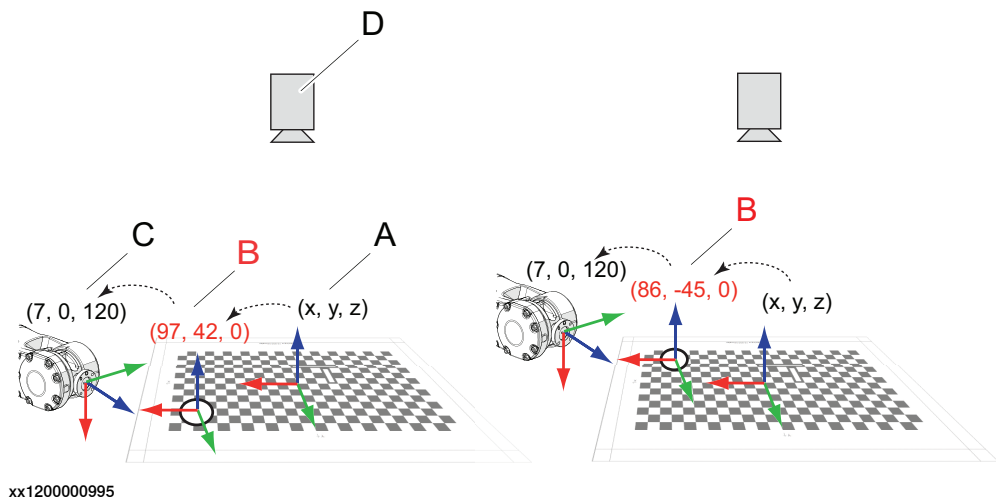 D
C
B
A
(7, 0, 120)
(97, 42, 0)
(x, y, z)
B
(7, 0, 120)
(86, -45, 0)
(x, y, z)
xx1200000995